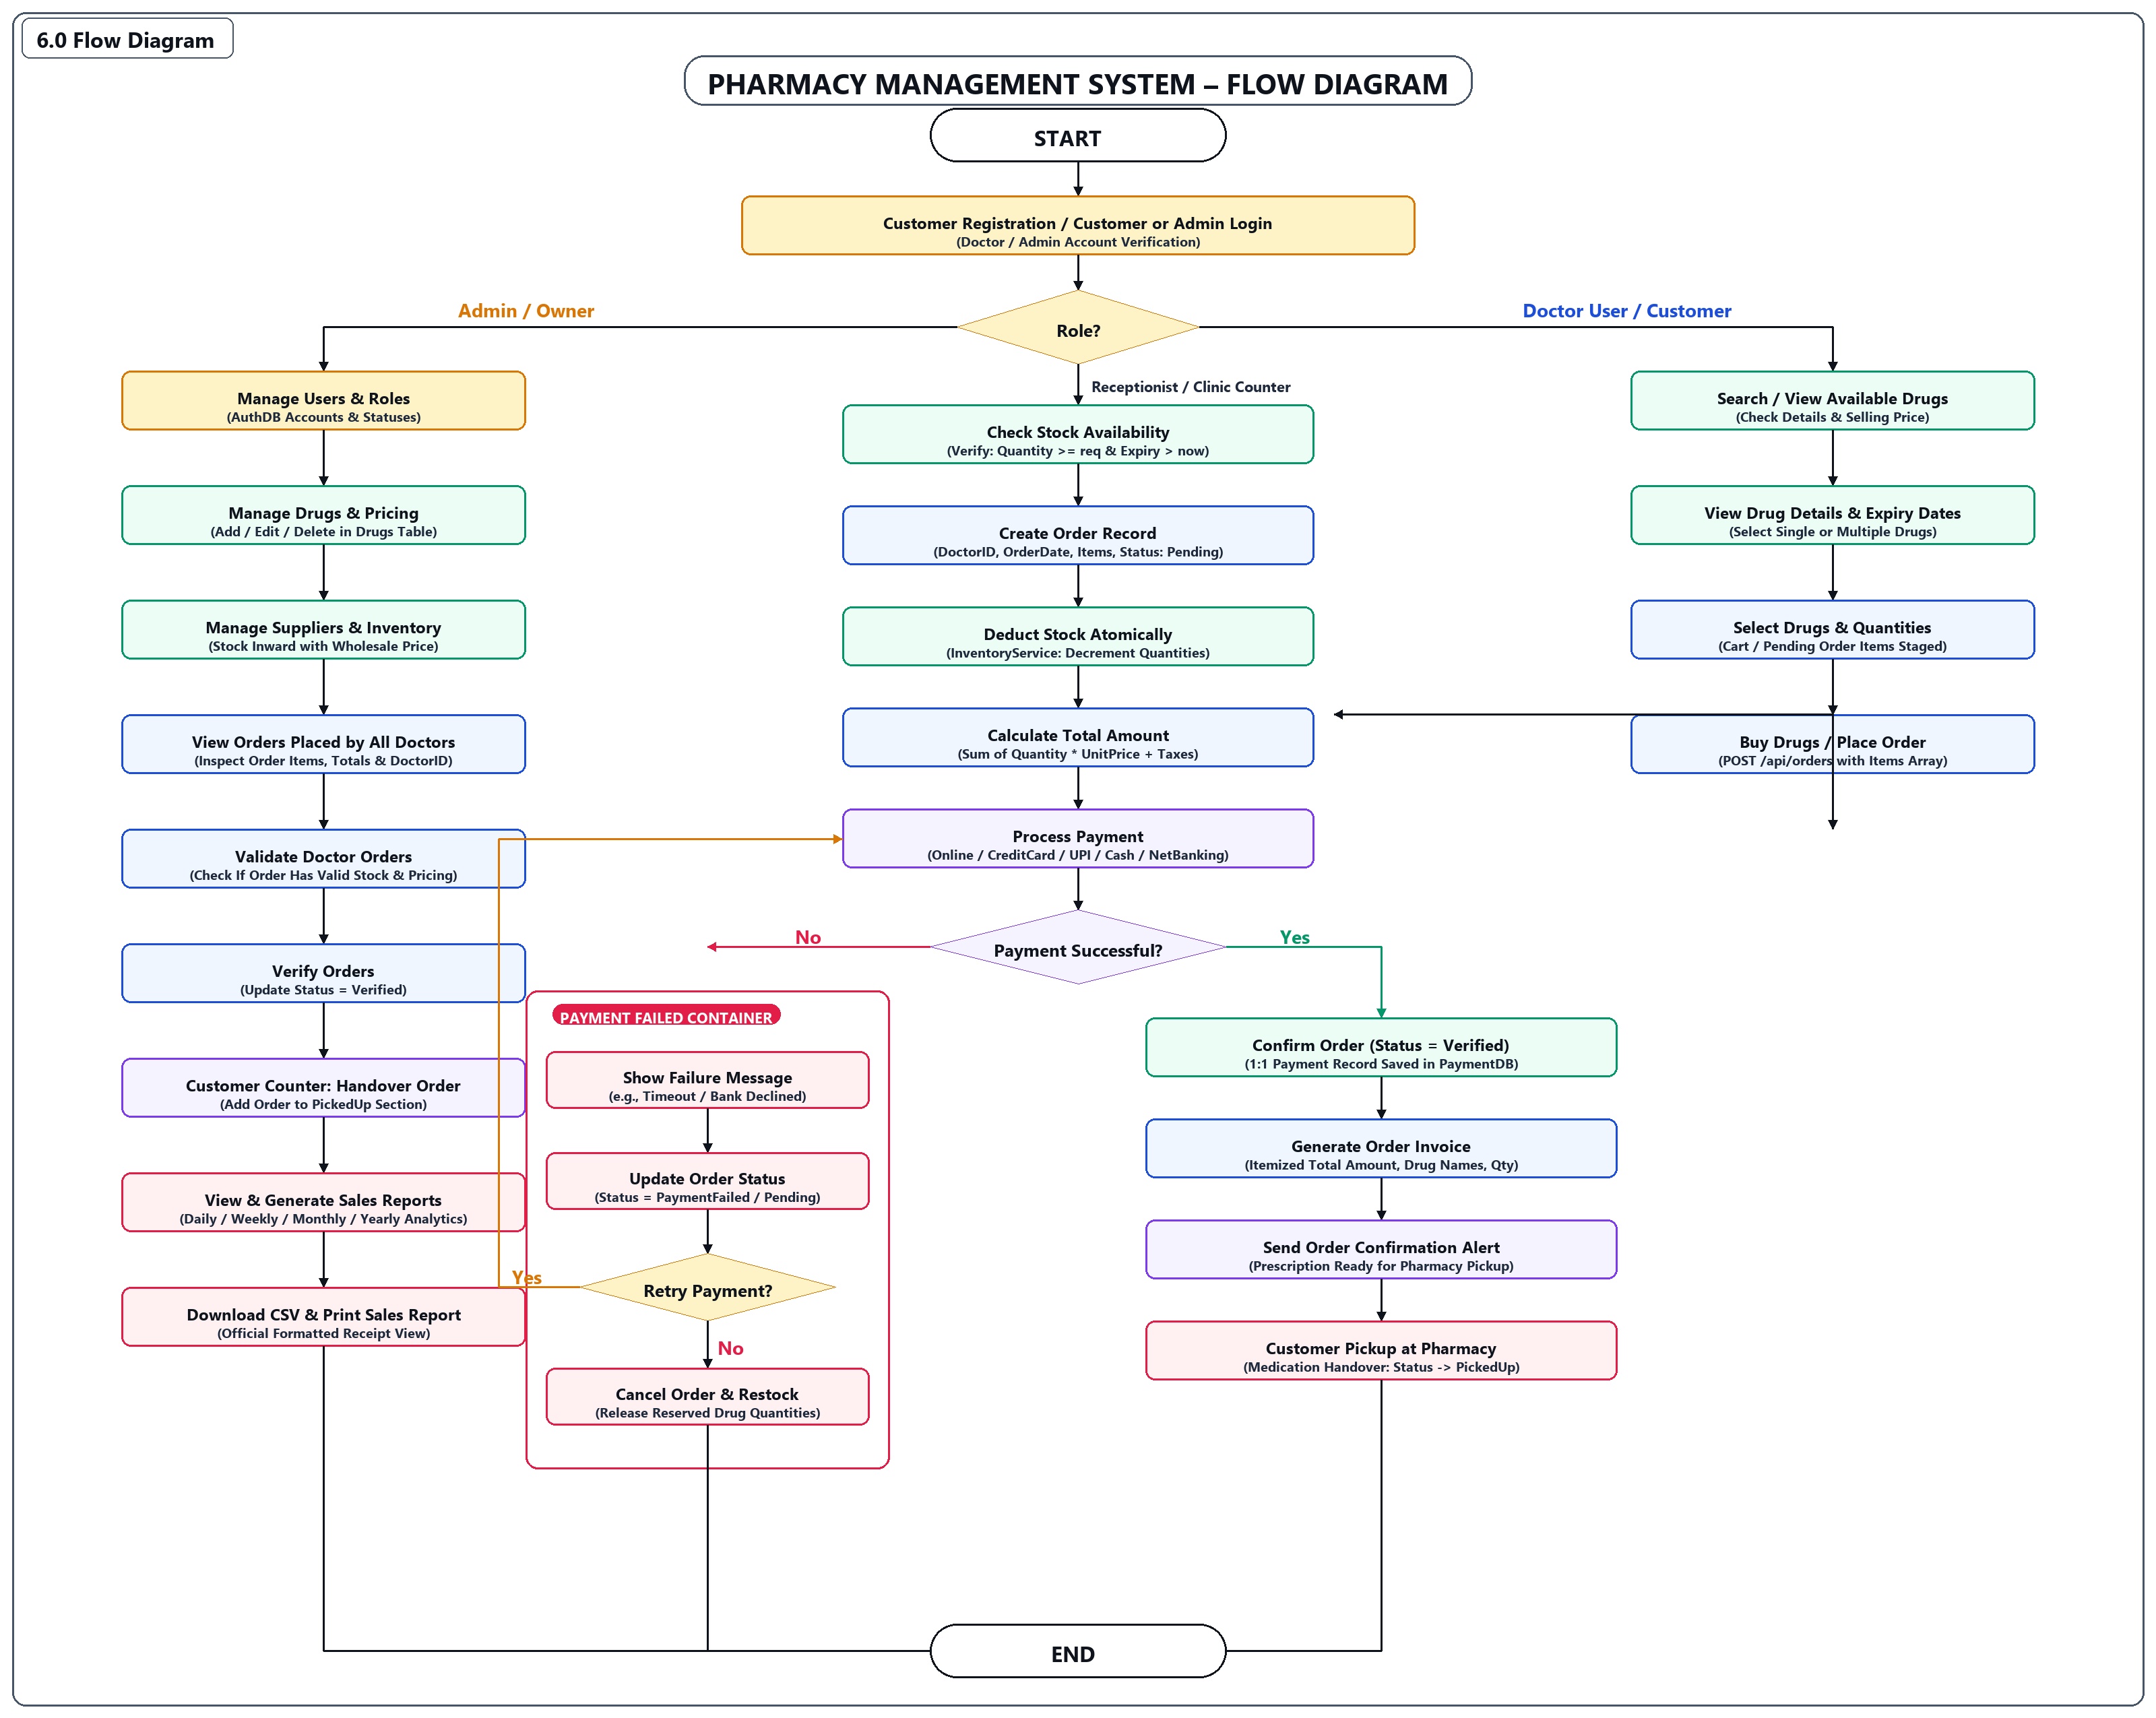 6.0 Flow Diagram
PHARMACY MANAGEMENT SYSTEM – FLOW DIAGRAM
START
Customer Registration / Customer or Admin Login
(Doctor / Admin Account Verification)
Role?
Admin / Owner
Receptionist / Clinic Counter
Doctor User / Customer
Manage Users & Roles
(AuthDB Accounts & Statuses)
Manage Drugs & Pricing
(Add / Edit / Delete in Drugs Table)
Manage Suppliers & Inventory
(Stock Inward with Wholesale Price)
View Orders Placed by All Doctors
(Inspect Order Items, Totals & DoctorID)
Validate Doctor Orders
(Check If Order Has Valid Stock & Pricing)
Verify Orders
(Update Status = Verified)
Customer Counter: Handover Order
(Add Order to PickedUp Section)
View & Generate Sales Reports
(Daily / Weekly / Monthly / Yearly Analytics)
Download CSV & Print Sales Report
(Official Formatted Receipt View)
Check Stock Availability
(Verify: Quantity >= req & Expiry > now)
Create Order Record
(DoctorID, OrderDate, Items, Status: Pending)
Deduct Stock Atomically
(InventoryService: Decrement Quantities)
Calculate Total Amount
(Sum of Quantity * UnitPrice + Taxes)
Process Payment
(Online / CreditCard / UPI / Cash / NetBanking)
Payment Successful?
No
Yes
Search / View Available Drugs
(Check Details & Selling Price)
View Drug Details & Expiry Dates
(Select Single or Multiple Drugs)
Select Drugs & Quantities
(Cart / Pending Order Items Staged)
Buy Drugs / Place Order
(POST /api/orders with Items Array)
PAYMENT FAILED CONTAINER
Show Failure Message
(e.g., Timeout / Bank Declined)
Update Order Status
(Status = PaymentFailed / Pending)
Retry Payment?
Yes
No
Cancel Order & Restock
(Release Reserved Drug Quantities)
Confirm Order (Status = Verified)
(1:1 Payment Record Saved in PaymentDB)
Generate Order Invoice
(Itemized Total Amount, Drug Names, Qty)
Send Order Confirmation Alert
(Prescription Ready for Pharmacy Pickup)
Customer Pickup at Pharmacy
(Medication Handover: Status -> PickedUp)
END